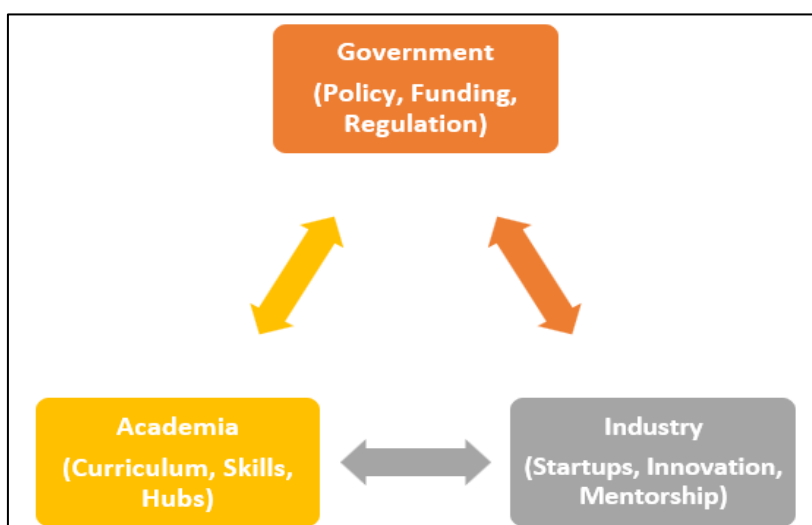 Government
(Policy, Funding,
Regulation)
Academia
(Curriculum, Skills,
Hubs)
Industry
(Startups, Innovation,
Mentorship)